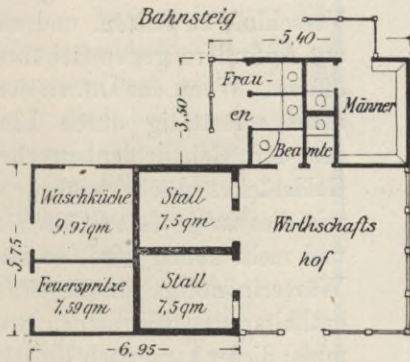 Bahnsteig
5,40
Frau-
en
Männer
3,50
Beamte
Waschküche
9,97qm
Stall
7,5qm
Wirthschafts
hof
5,75
Feuerspritze
7,59qm
Stall
7,5qm
6,95